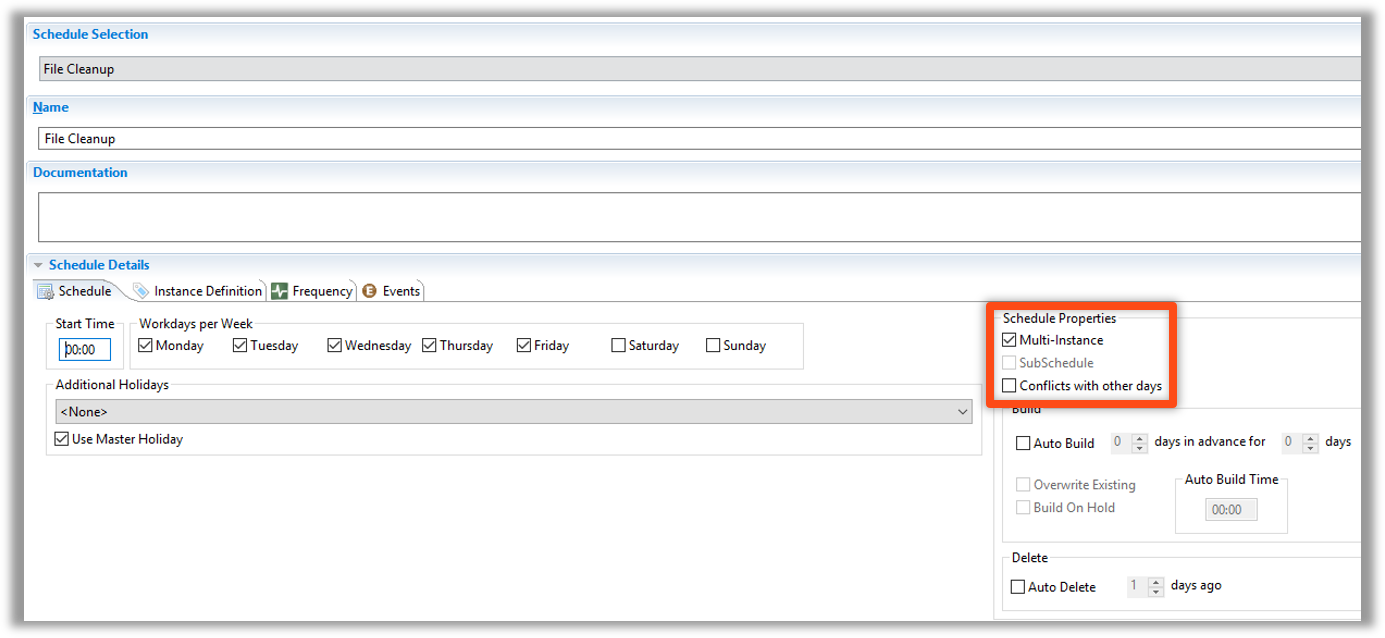 Schedule Selection
File Cleanup
Name
File Cleanup
Documentation
Schedule Details
Schedule Instance Definition Frequency E Events
Start Time Workdays per Week Schedule Properties
00:00 Monday Tuesday Wednesday Thursday Friday Saturday Sunday Multi-Instance
SubSchedule
Additional Holidays Conflicts with other days
<None> Build
Use Master Holiday Auto Build 0 days in advance for 0 days
Overwrite Existing Auto Build Time
Build On Hold 00:00
Delete
Auto Delete 1 days ago